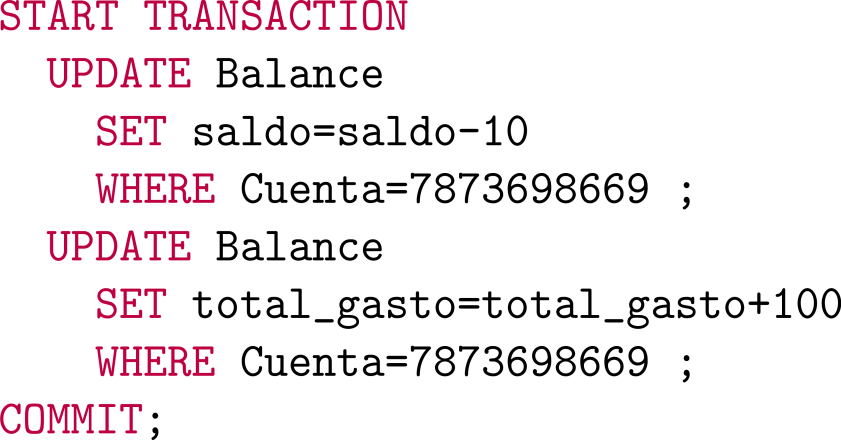 START TRANSACTION
UPDATE Balance
SET saldo=saldo-10
WHERE Cuenta=7873698669 ;
UPDATE Balance
SET total_gasto=total_gasto+100
WHERE Cuenta=7873698669 ;
COMMIT;